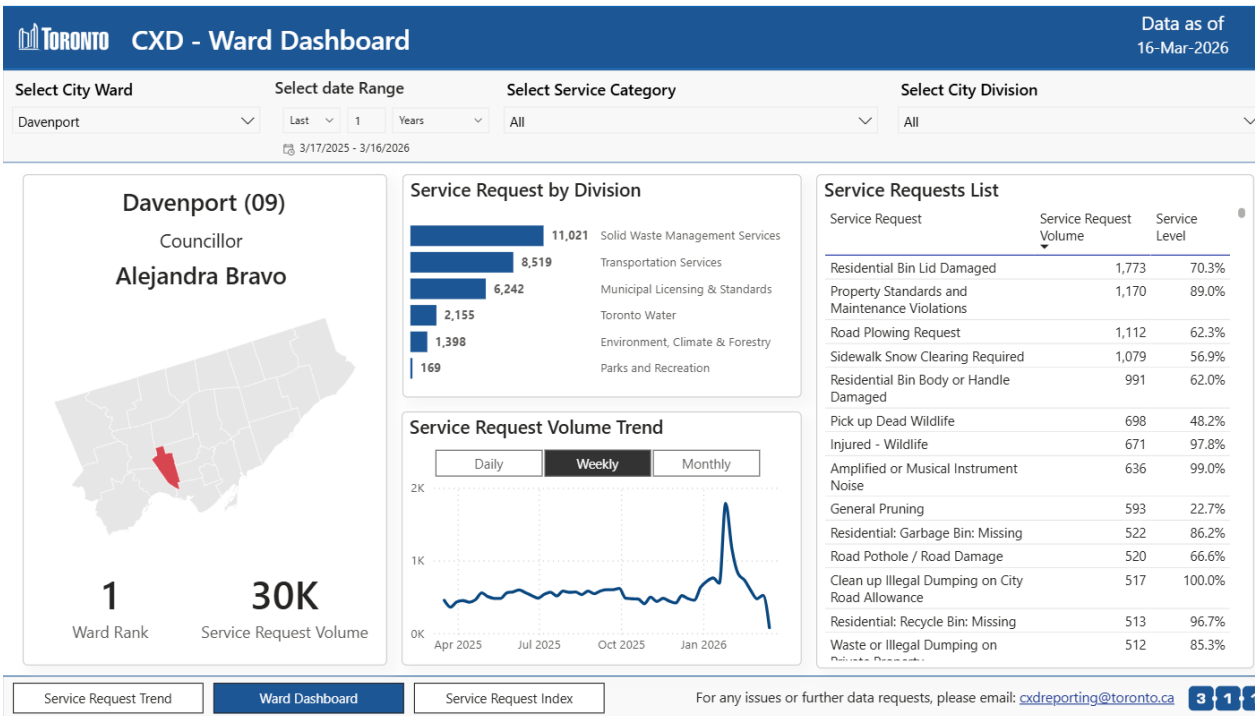 TORONTO CXD - Ward Dashboard
Data as of
16-Mar-2026
Select City Ward
Davenport
Select date Range
Last 1 Years
3/17/2025 - 3/16/2026
Select Service Category
All
Select City Division
All
Davenport (09)
Councillor
Alejandra Bravo
1
Ward Rank
30K
Service Request Volume
Service Request by Division
11,021 Solid Waste Management Services
8,519 Transportation Services
6,242 Municipal Licensing & Standards
2,155 Toronto Water
1,398 Environment, Climate & Forestry
169 Parks and Recreation
Service Request Volume Trend
Daily Weekly Monthly
2K
1K
0K
Apr 2025 Jul 2025 Oct 2025 Jan 2026
Service Requests List
Service Request Service Request Volume Service Level
Residential Bin Lid Damaged 1,773 70.3%
Property Standards and
Maintenance Violations 1,170 89.0%
Road Plowing Request 1,112 62.3%
Sidewalk Snow Clearing Required 1,079 56.9%
Residential Bin Body or Handle
Damaged 991 62.0%
Pick up Dead Wildlife 698 48.2%
Injured - Wildlife 671 97.8%
Amplified or Musical Instrument
Noise 636 99.0%
General Pruning 593 22.7%
Residential: Garbage Bin: Missing 522 86.2%
Road Pothole / Road Damage 520 66.6%
Clean up Illegal Dumping on City
Road Allowance 517 100.0%
Residential: Recycle Bin: Missing 513 96.7%
Waste or Illegal Dumping on 512 85.3%
Private Property
Service Request Trend Ward Dashboard Service Request Index
For any issues or further data requests, please email: cxdreporting@toronto.ca
3 1 1